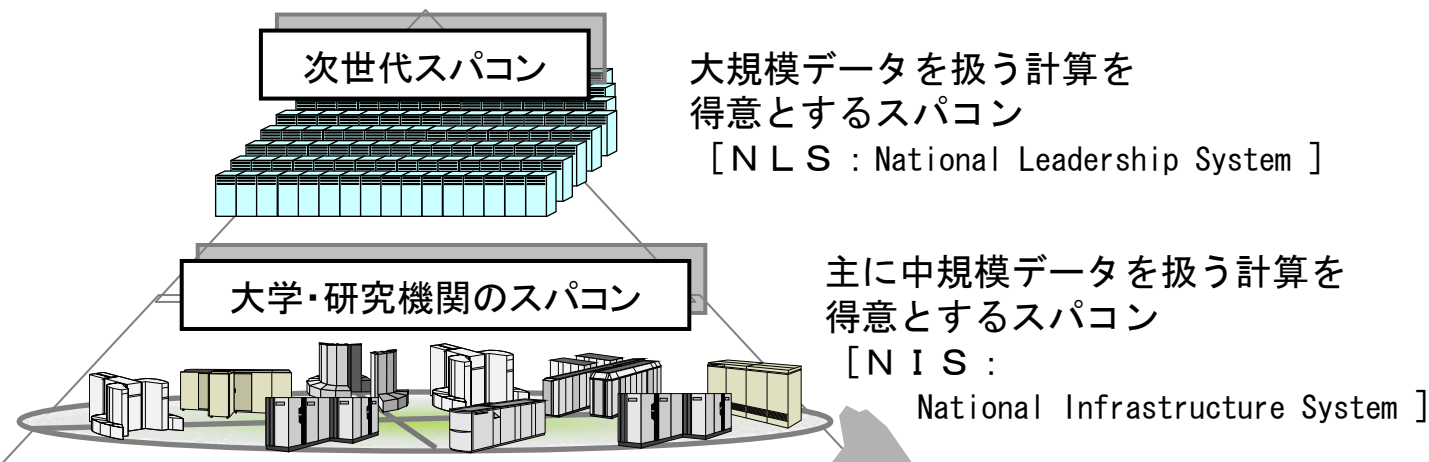 次世代スパコン
大規模データを扱う計算を
得意とするスパコン
［ＮＬＳ：National Leadership System ］
大学・研究機関のスパコン
主に中規模データを扱う計算を
得意とするスパコン
［ＮＩＳ：
National Infrastructure System ］